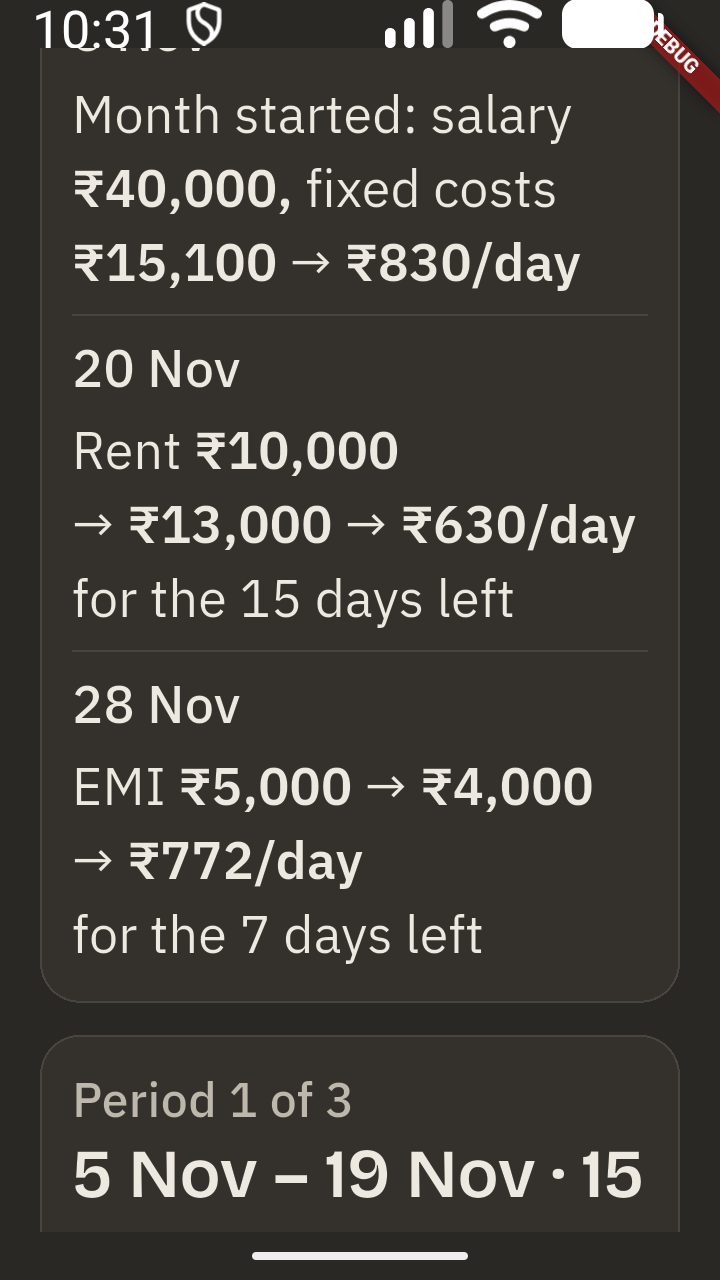 10:31
DEBUG
Month started: salary
₹40,000, fixed costs
₹15,100 → ₹830/day
20 Nov
Rent ₹10,000
→ ₹13,000 → ₹630/day
for the 15 days left
28 Nov
EMI ₹5,000 → ₹4,000
→ ₹772/day
for the 7 days left
Period 1 of 3
5 Nov – 19 Nov · 15